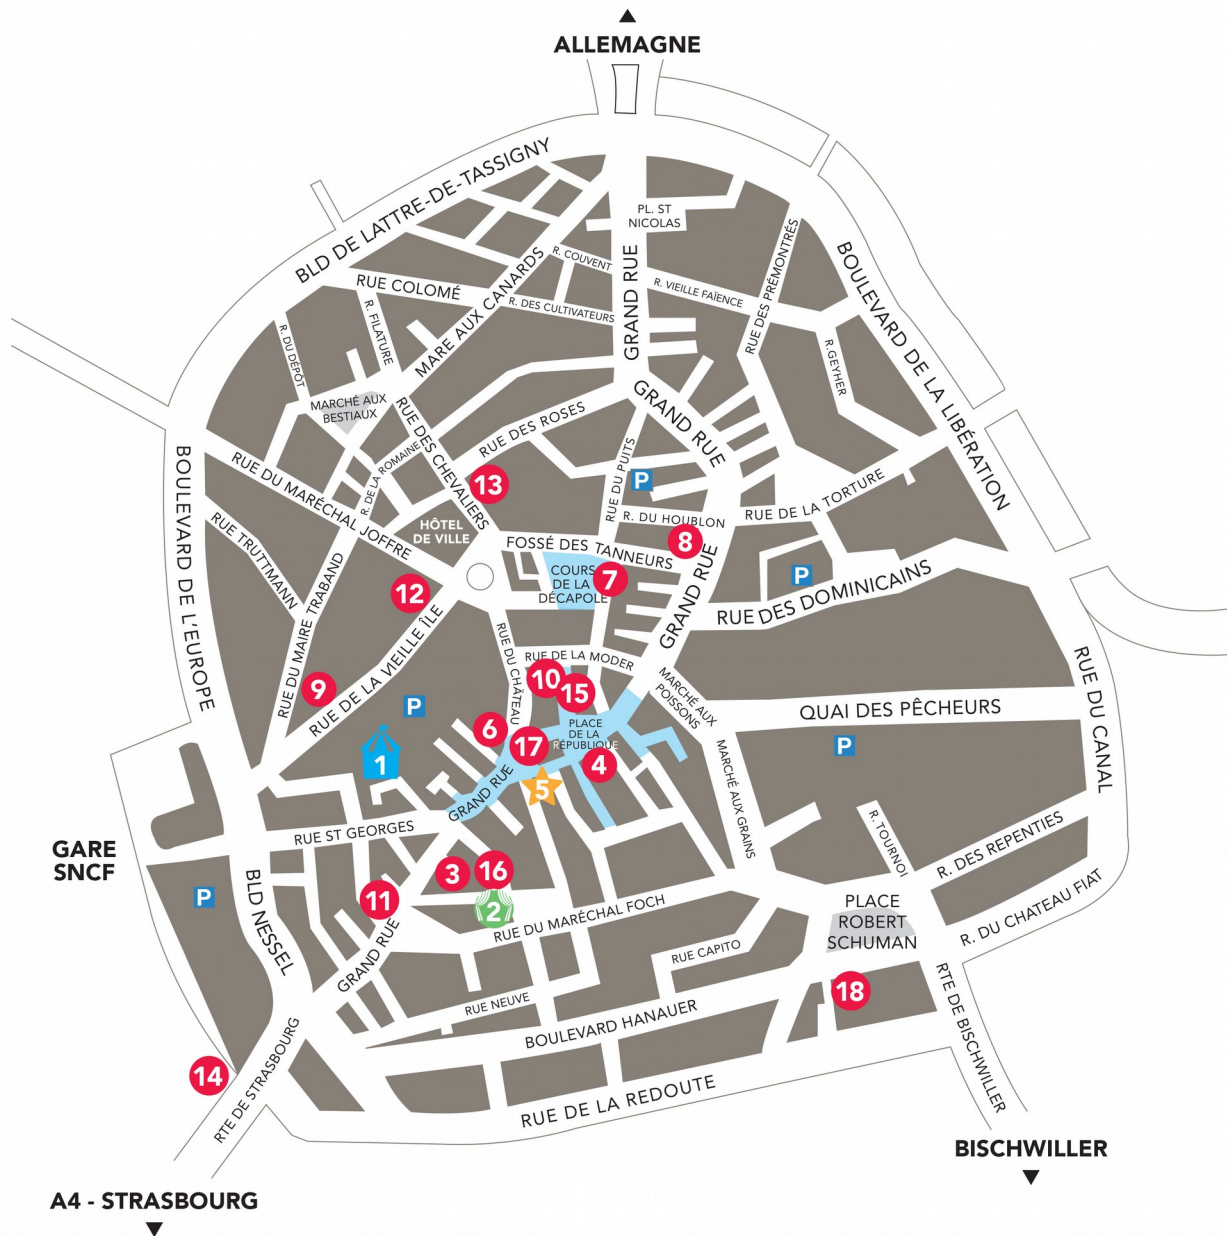 ALLEMAGNE
BLD DE LATTRE-DE-TASSIGNY
PL. ST
NICOLAS
GRAND RUE
R. COUVENT
R. VIEILLE FAÏENCE
RUE DES PRÉMONTRÉS
BOULEVARD DE LA LIBÉRATION
RUE COLOMÉ
R. DES CULTIVATEURS
MARE AUX CANARDS
R. FILATURE
R. DU DÉPÔT
R.GEYHER
MARCHÉ AUX
BESTIAUX
RUE DES CHEVALIERS
RUE DES ROSES
GRAND RUE
R. DE LA ROMAINE
RUE DU PUITS
P
13
RUE DU MARÉCHAL JOFFRE
BOULEVARD DE L'EUROPE
RUE TRUTTMANN
HÔTEL
DE VILLE
R. DU HOUBLON
RUE DE LA TORTURE
FOSSÉ DES TANNEURS
8
GRAND RUE
COURS
DE LA
DÉCAPOLE
7
P
RUE DES DOMINICAINS
12
RUE DU MAIRE TRABAND
RUE DE LA VIEILLE ÎLE
RUE DU CHÂTEAU
RUE DE LA MODER
MARCHÉ AUX
POISSONS
9
10
15
P
QUAI DES PÊCHEURS
RUE DU CANAL
P
6
17
PLACE
DE LA
RÉPUBLIQUE
4
1
5
GRAND RUE
MARCHÉ AUX GRAINS
RUE ST GEORGES
R. TOURNOI
R. DES REPENTIES
GARE
SNCF
P
BLD NESSEL
3
16
11
2
RUE DU MARÉCHAL FOCH
PLACE
ROBERT
SCHUMAN
R. DU CHATEAU FIAT
GRAND RUE
RUE CAPITO
RUE NEUVE
BOULEVARD HANAUER
18
RTE DE BISCHWILLER
14
RTE DE STRASBOURG
RUE DE LA REDOUTE
BISCHWILLER
A4 - STRASBOURG